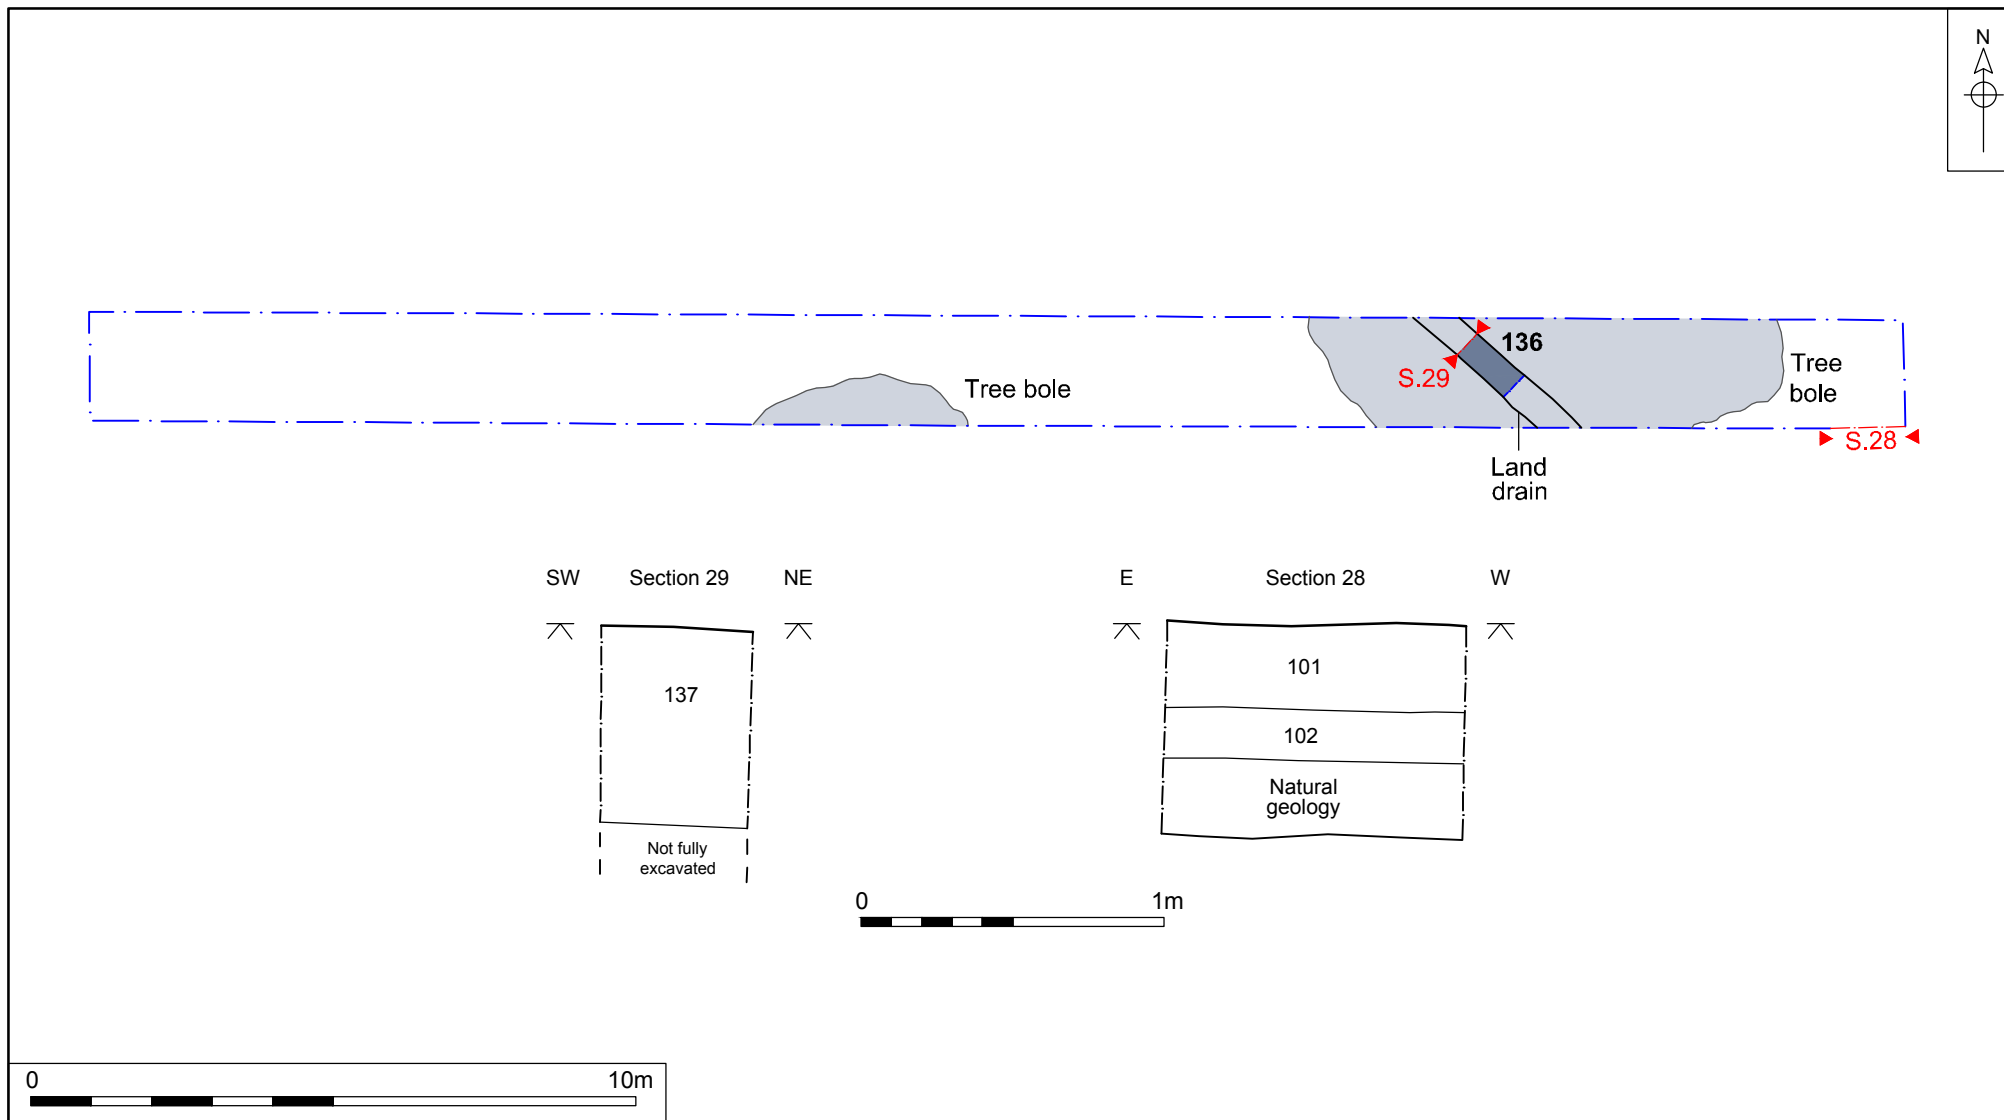 N
136
Tree bole
S.29
Tree
bole
S.28
Land
drain
SW Section 29 NE
E Section 28 W
137
101
102
Natural
geology
Not fully
excavated
0 1m
0 10m